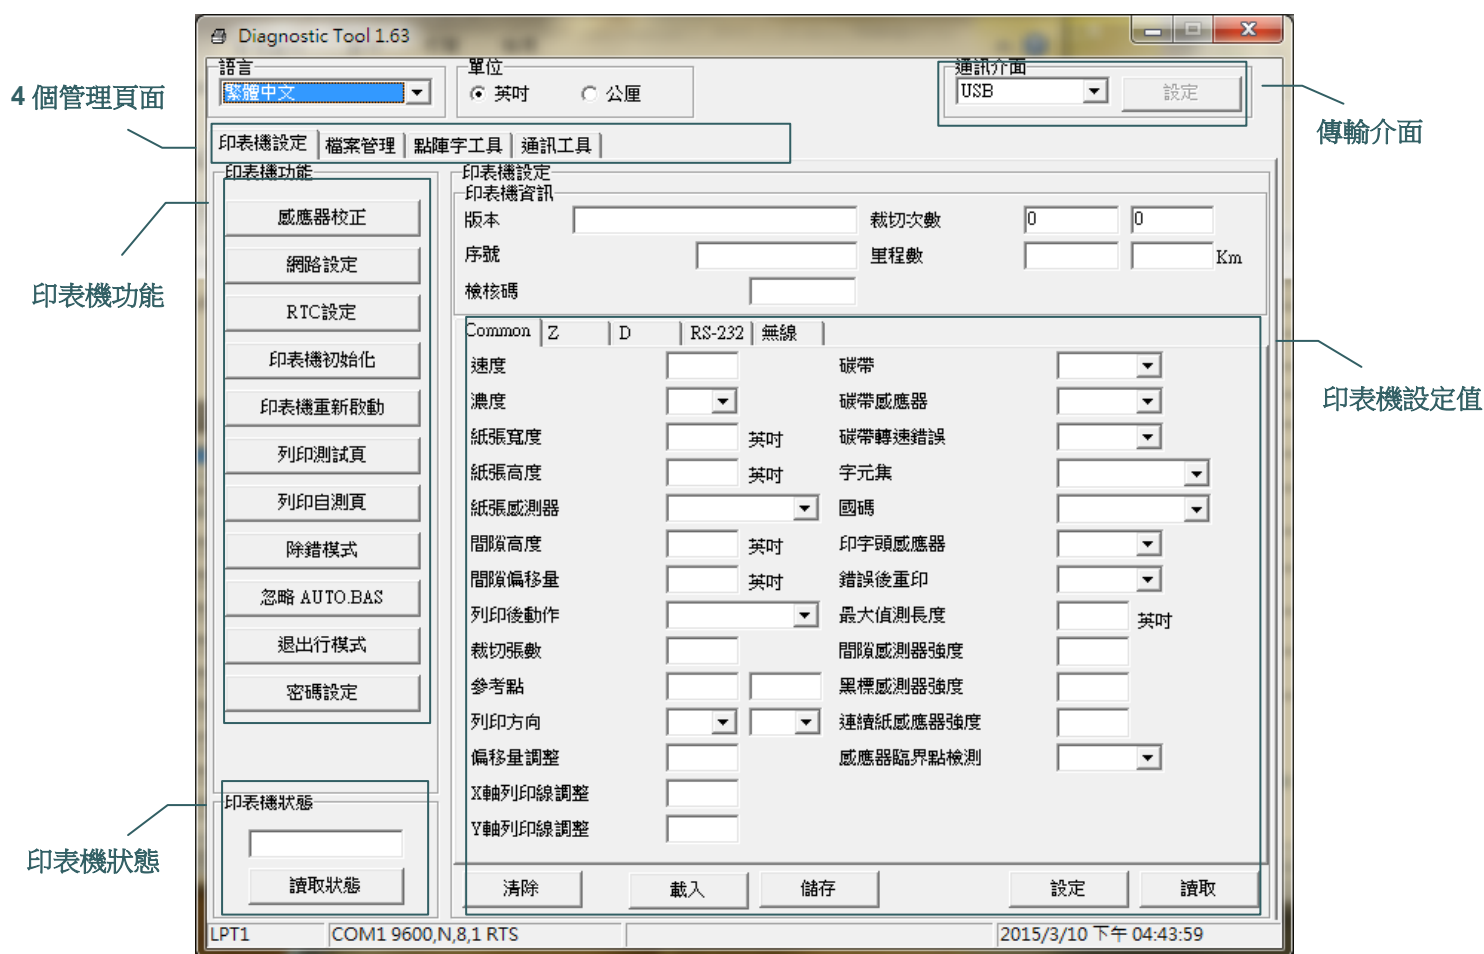 Diagnostic Tool 1.63
語言
單位
通訊介面
繁體中文
英吋
公厘
USB
設定
4 個管理頁面
傳輸介面
印表機設定
檔案管理
點陣字工具
通訊工具
印表機功能
感應器校正
網路設定
RTC設定
印表機初始化
印表機重新啟動
列印測試頁
列印自測頁
除錯模式
忽略 AUTO.BAS
退出行模式
密碼設定
印表機功能
印表機狀態
讀取狀態
印表機狀態
印表機設定
印表機資訊
版本
裁切次數
0
0
序號
里程數
Km
檢核碼
Common
Z
D
RS-232
無線
速度
碳帶
濃度
碳帶感應器
紙張寬度
英吋
碳帶轉速錯誤
紙張高度
英吋
字元集
紙張感測器
國碼
間隙高度
英吋
印字頭感應器
間隙偏移量
英吋
錯誤後重印
列印後動作
最大偵測長度
英吋
裁切張數
間隙感測器強度
參考點
黑標感測器強度
列印方向
連續紙感應器強度
偏移量調整
感應器臨界點檢測
X軸列印線調整
Y軸列印線調整
清除
載入
儲存
設定
讀取
印表機設定值
LPT1
COM1 9600,N,8,1 RTS
2015/3/10 下午 04:43:59